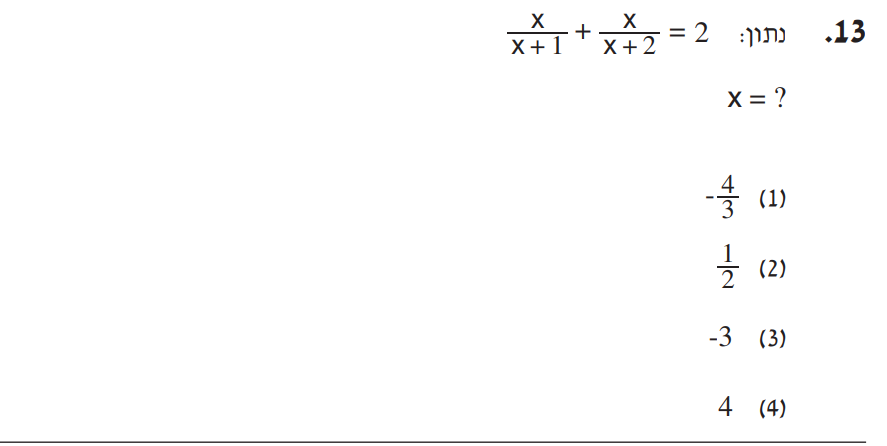 13. נתון: x/(x + 1) + x/(x + 2) = 2
x = ?
(1) -4/3
(2) 1/2
(3) -3
(4) 4